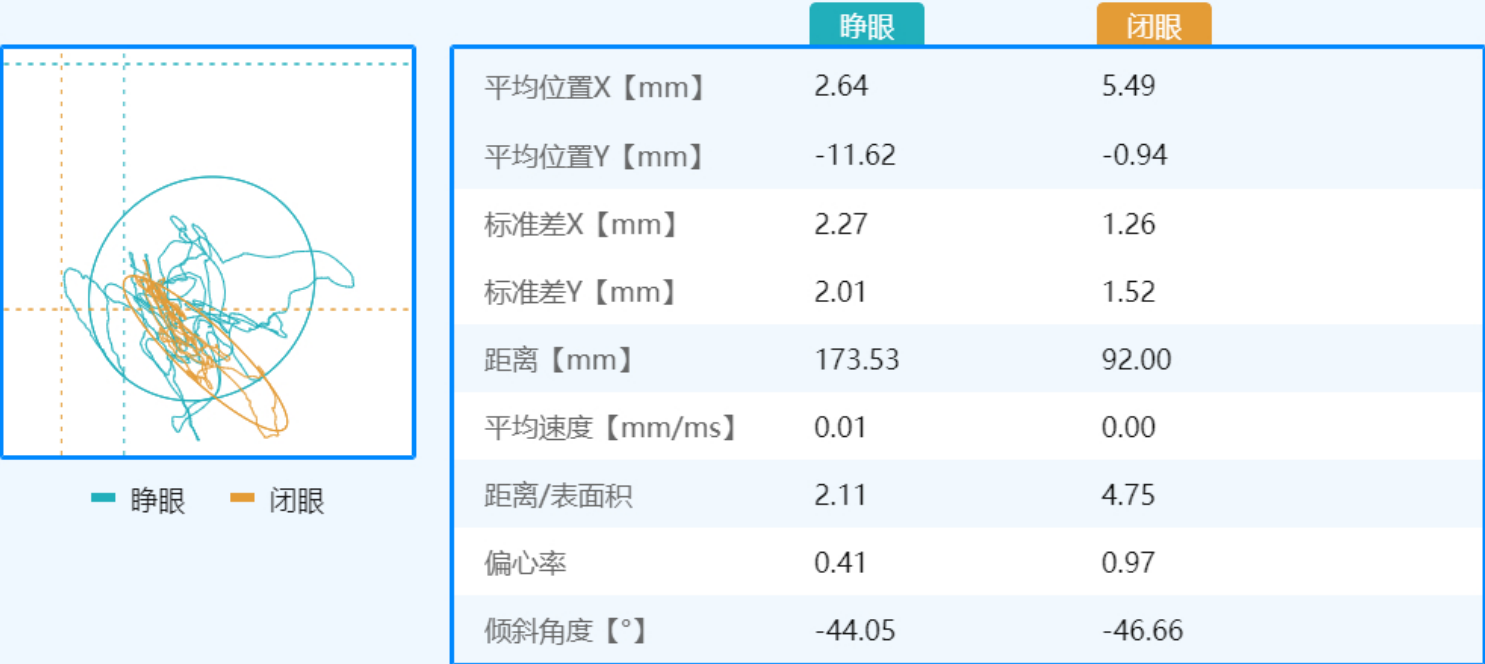 睁眼 闭眼
平均位置X【mm】 2.64 5.49
平均位置Y【mm】 -11.62 -0.94
标准差X【mm】 2.27 1.26
标准差Y【mm】 2.01 1.52
距离【mm】 173.53 92.00
平均速度【mm/ms】 0.01 0.00
距离/表面积 2.11 4.75
偏心率 0.41 0.97
倾斜角度【°】 -44.05 -46.66
睁眼 闭眼